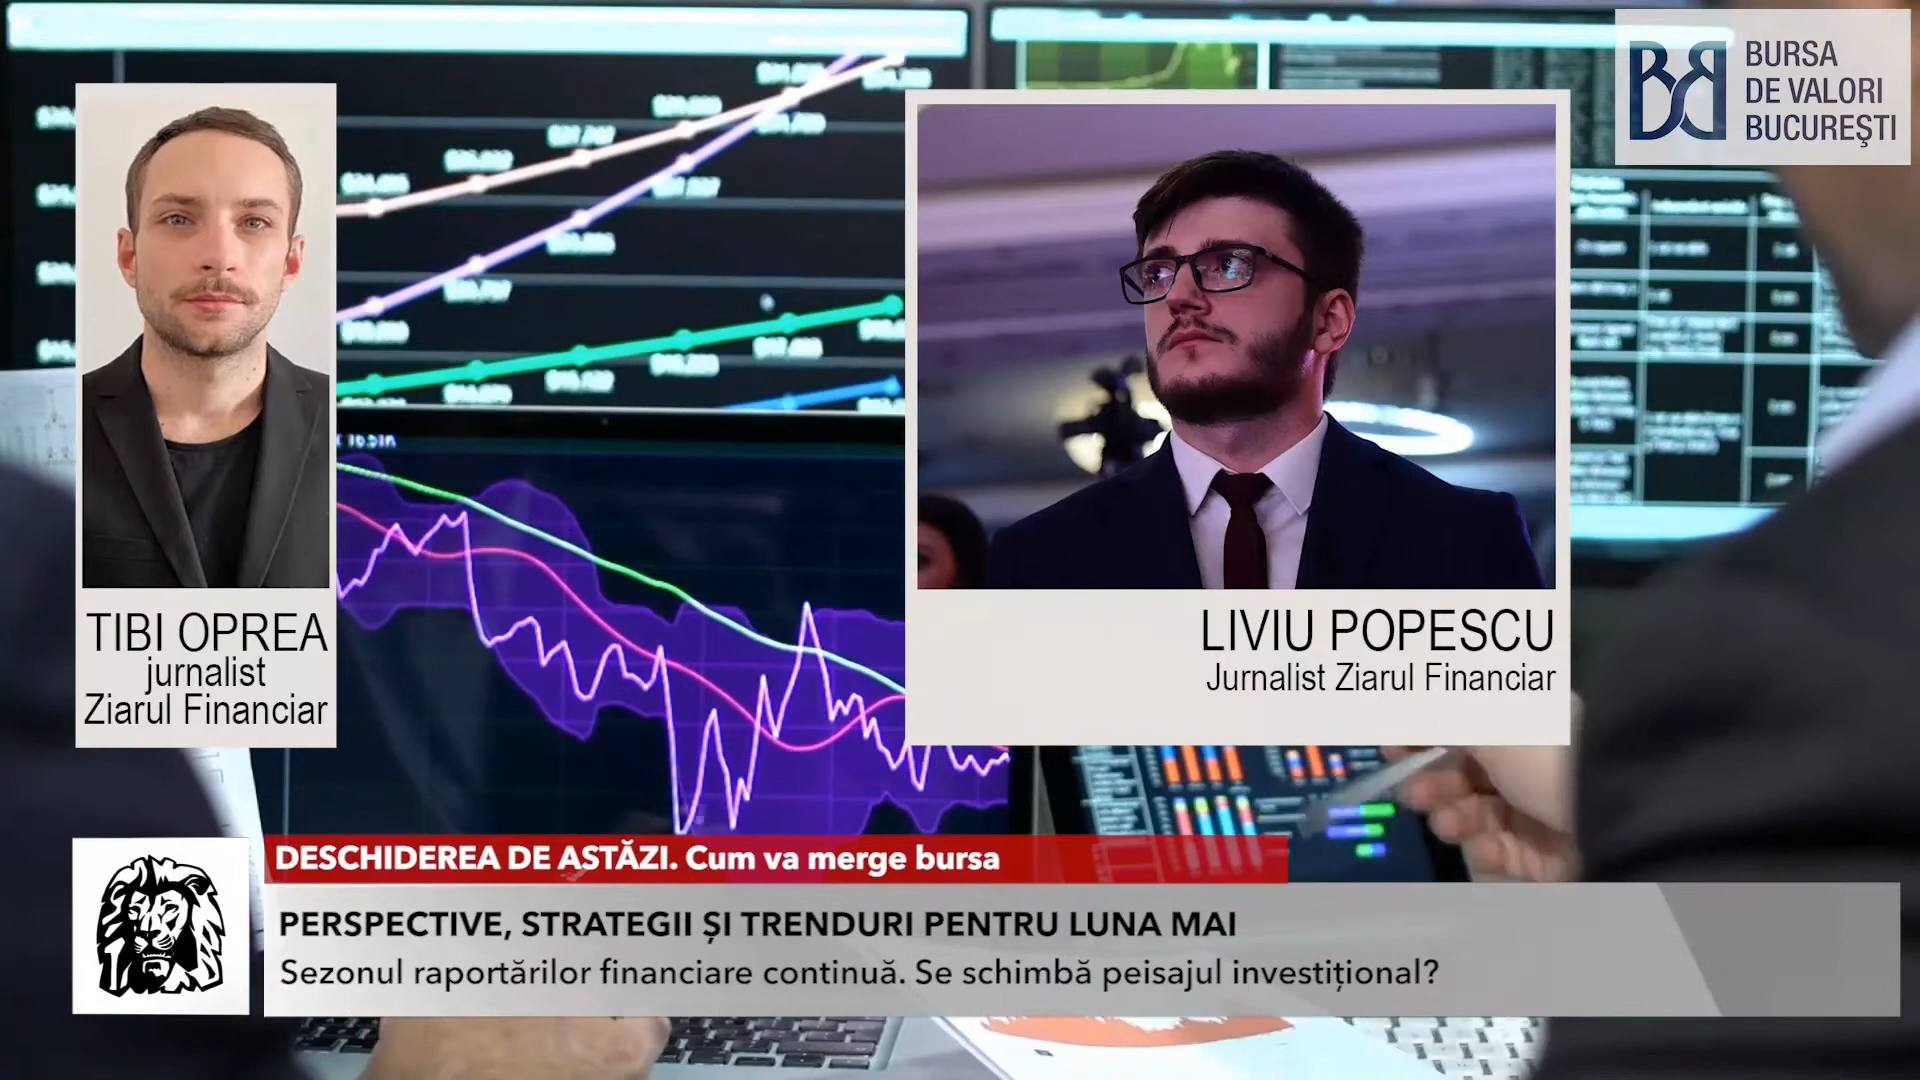 BURSA
DE VALORI
BUCUREŞTI
TIBI OPREA
jurnalist
Ziarul Financiar
LIVIU POPESCU
Jurnalist Ziarul Financiar
DESCHIDEREA DE ASTĂZI. Cum va merge bursa
PERSPECTIVE, STRATEGII ȘI TRENDURI PENTRU LUNA MAI
Sezonul raportărilor financiare continuă. Se schimbă peisajul investițional?